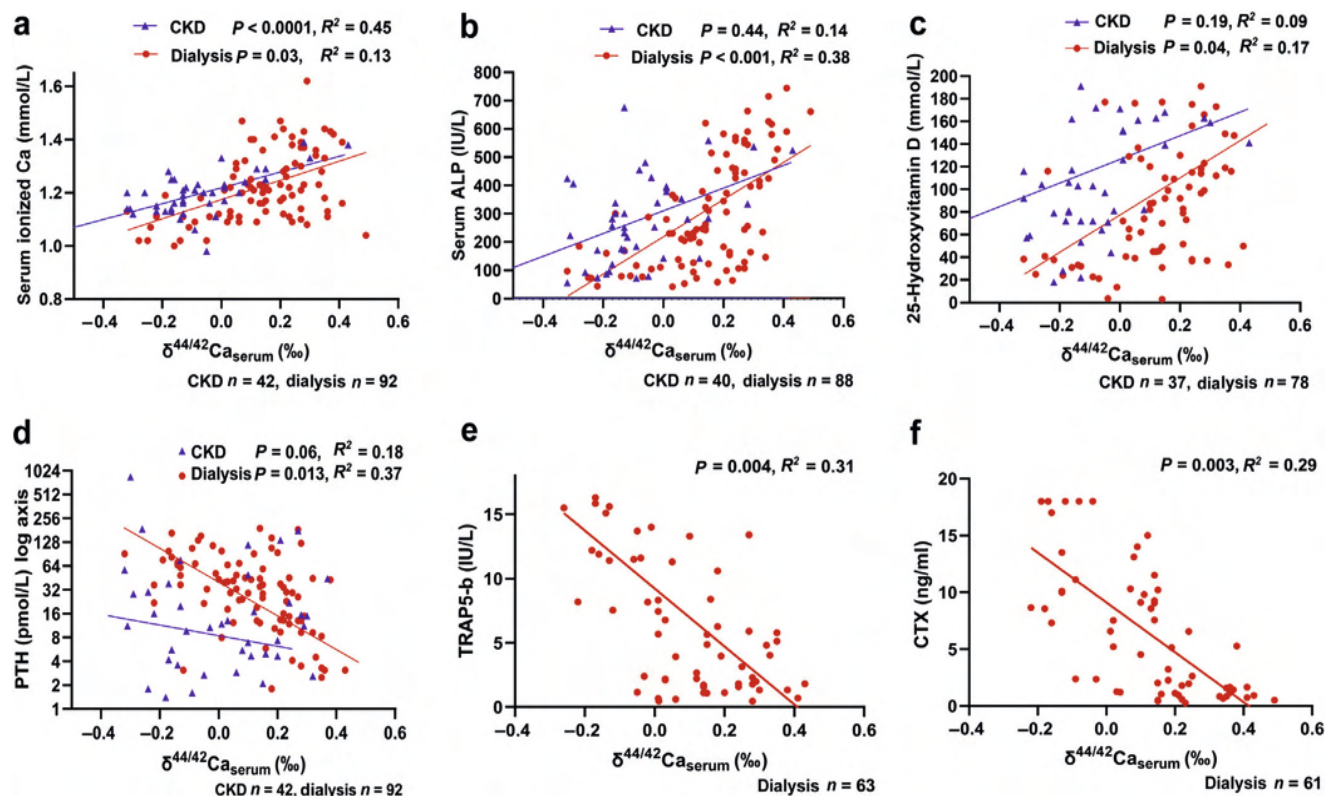 a
CKD P < 0.0001, R² = 0.45
Dialysis P = 0.03, R² = 0.13
Serum ionized Ca (mmol/L)
1.6
1.4
1.2
1.0
0.8
−0.4 −0.2 0.0 0.2 0.4 0.6
δ⁴⁴/⁴²Caserum (‰)
CKD n = 42, dialysis n = 92
b
CKD P = 0.44, R² = 0.14
Dialysis P < 0.001, R² = 0.38
Serum ALP (IU/L)
800
700
600
500
400
300
200
100
0
−0.4 −0.2 0.0 0.2 0.4 0.6
δ⁴⁴/⁴²Caserum (‰)
CKD n = 40, dialysis n = 88
c
CKD P = 0.19, R² = 0.09
Dialysis P = 0.04, R² = 0.17
25-Hydroxyvitamin D (mmol/L)
200
180
160
140
120
100
80
60
40
20
0
−0.4 −0.2 0.0 0.2 0.4 0.6
δ⁴⁴/⁴²Caserum (‰)
CKD n = 37, dialysis n = 78
d
CKD P = 0.06, R² = 0.18
Dialysis P = 0.013, R² = 0.37
PTH (pmol/L) log axis
1024
512
256
128
64
32
16
8
4
2
1
−0.4 −0.2 0.0 0.2 0.4 0.6
δ⁴⁴/⁴²Caserum (‰)
CKD n = 42, dialysis n = 92
e
P = 0.004, R² = 0.31
TRAP5-b (IU/L)
15
10
5
0
−0.4 −0.2 0.0 0.2 0.4 0.6
δ⁴⁴/⁴²Caserum (‰)
Dialysis n = 63
f
P = 0.003, R² = 0.29
CTX (ng/ml)
20
15
10
5
0
−0.4 −0.2 0.0 0.2 0.4 0.6
δ⁴⁴/⁴²Caserum (‰)
Dialysis n = 61